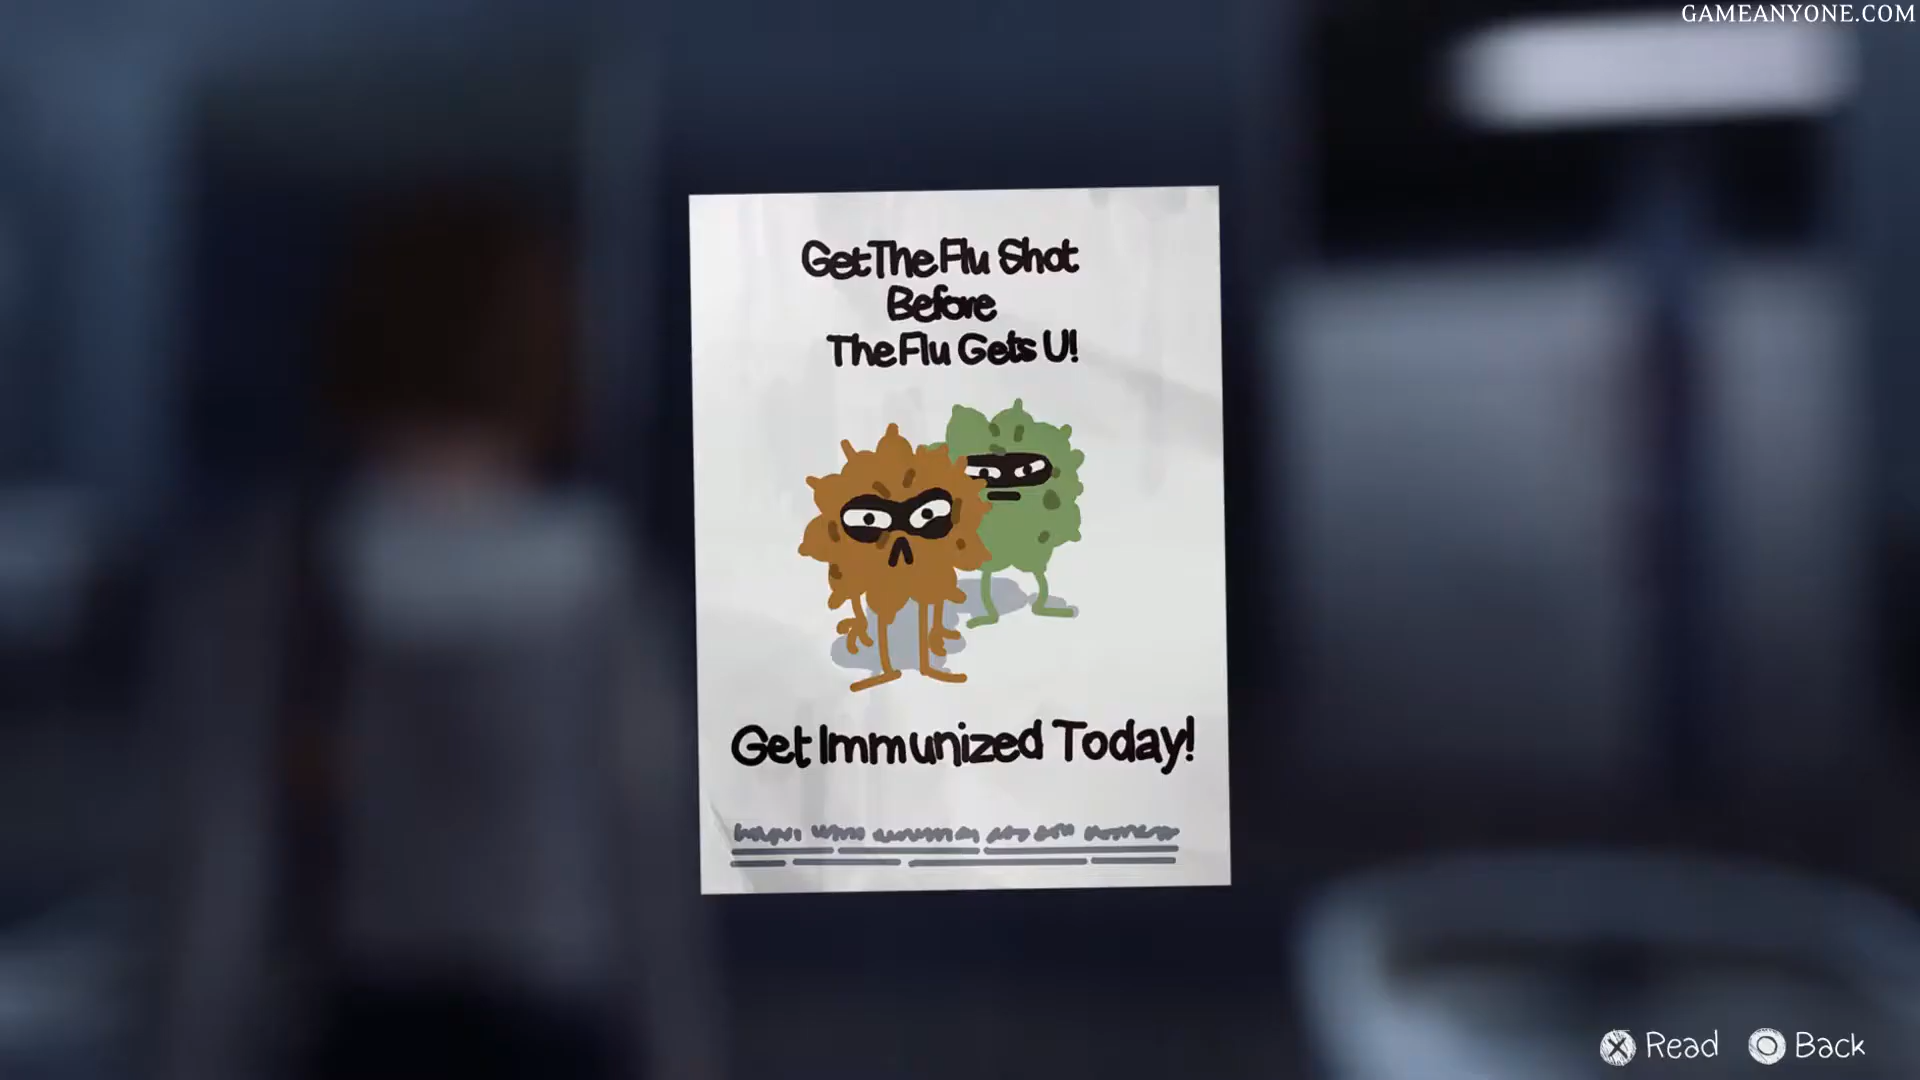 GAMEANYONE.COM
Get The Flu Shot
Before
The Flu Gets U!
Get Immunized Today!
Read Back